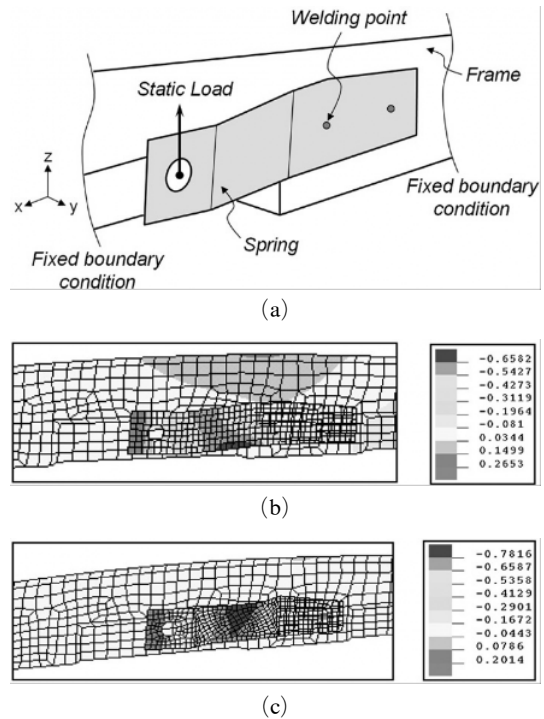 Welding point
Frame
Static Load
z
x
y
Fixed boundary
condition
Spring
Fixed boundary
condition
(a)
-0.6582
-0.5427
-0.4273
-0.3119
-0.1964
-0.081
0.0344
0.1499
0.2653
(b)
-0.7816
-0.6587
-0.5358
-0.4129
-0.2901
-0.1672
-0.0443
0.0786
0.2014
(c)